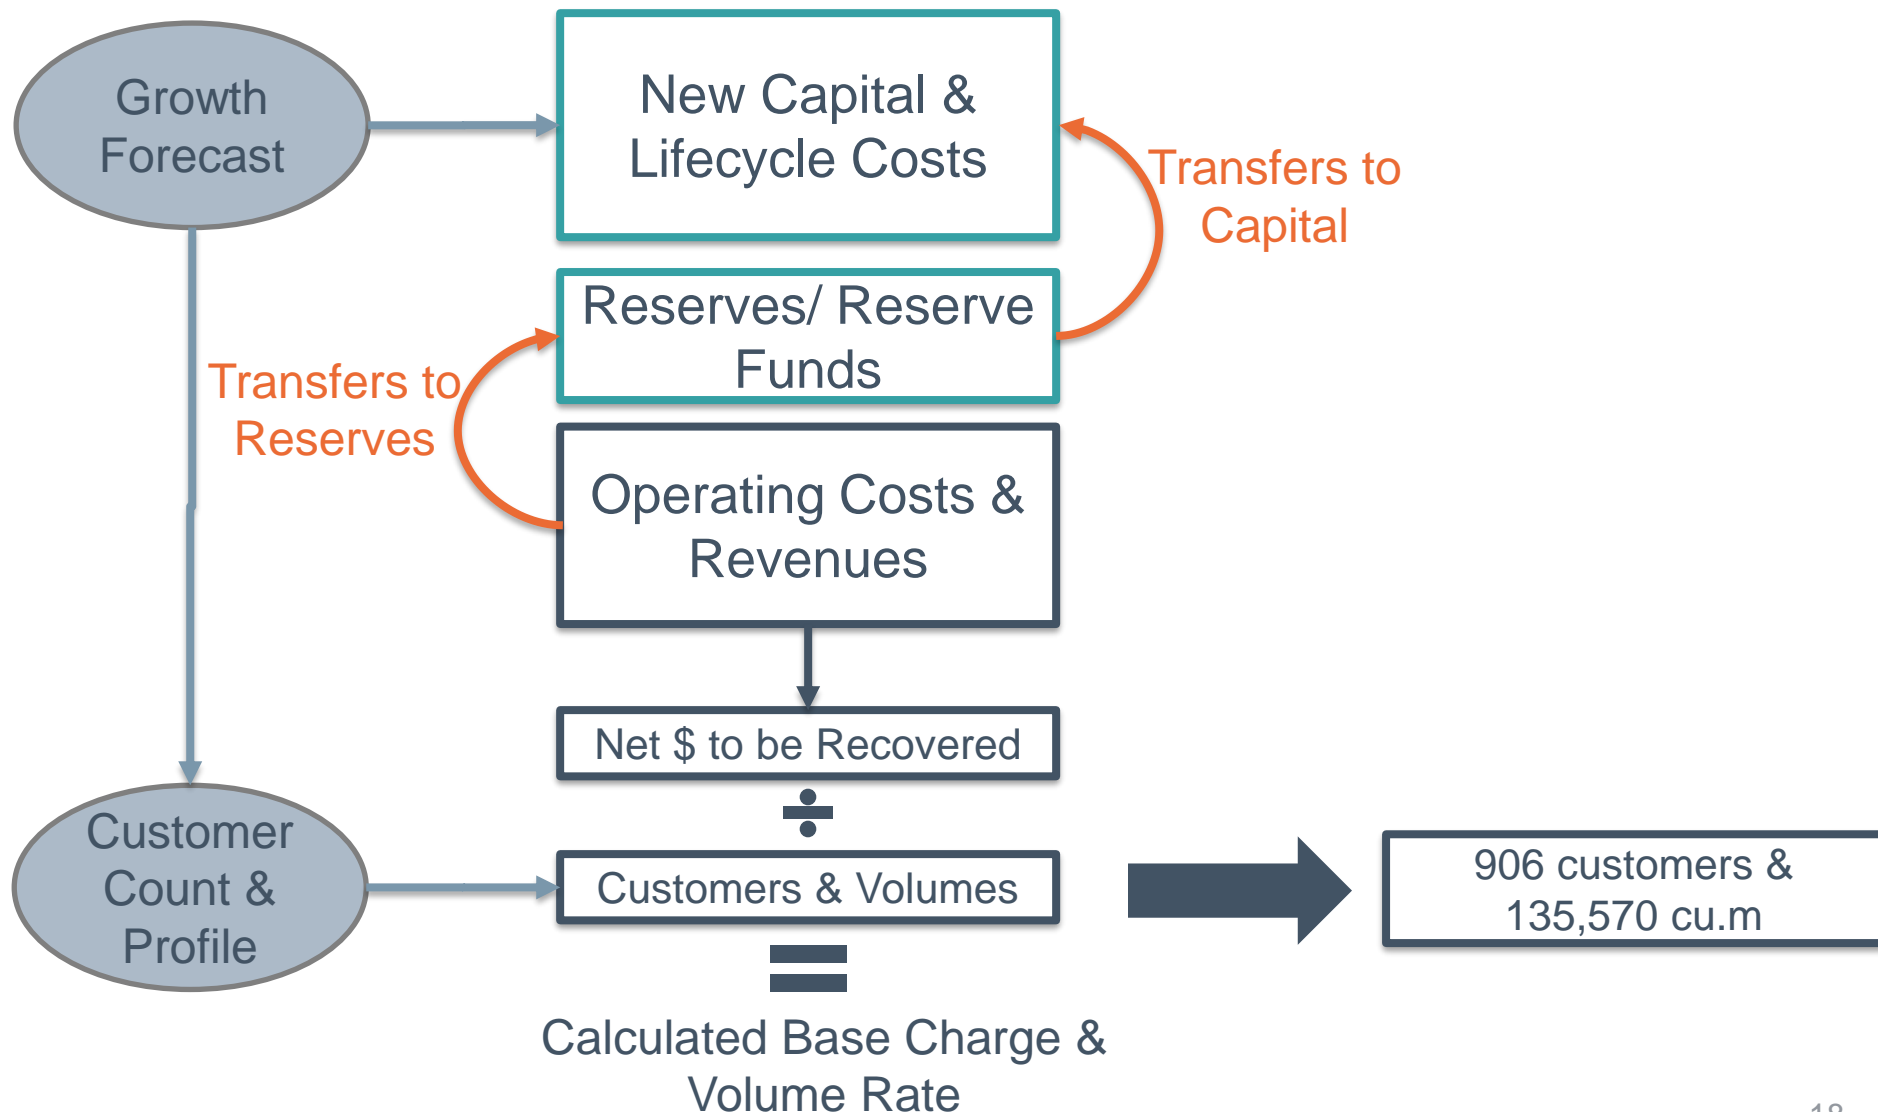 Growth
Forecast
New Capital &
Lifecycle Costs
Transfers to
Capital
Reserves/ Reserve
Funds
Transfers to
Reserves
Operating Costs &
Revenues
Net $ to be Recovered
÷
Customer
Count &
Profile
Customers & Volumes
906 customers &
135,570 cu.m
=
Calculated Base Charge &
Volume Rate
18